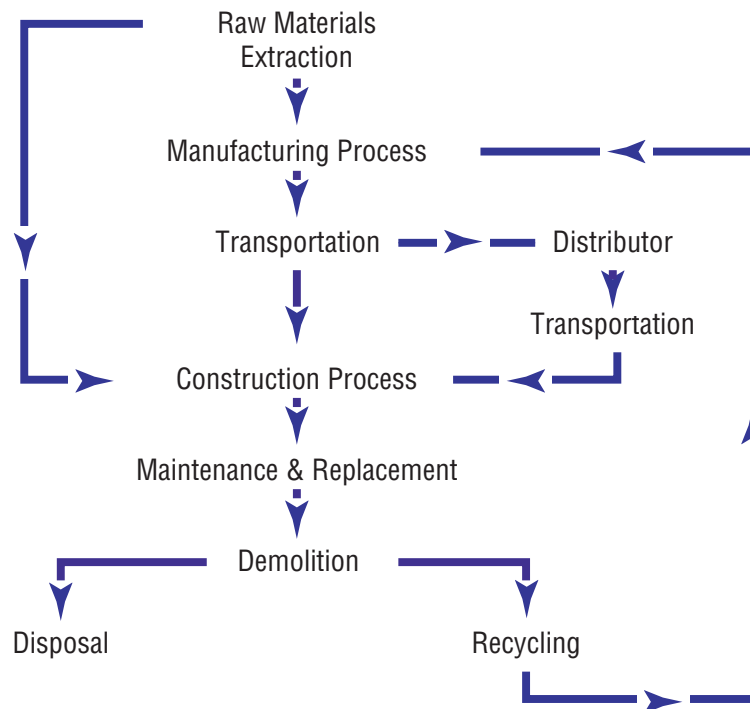 Raw Materials
Extraction
Manufacturing Process
Transportation
Distributor
Transportation
Construction Process
Maintenance & Replacement
Demolition
Disposal
Recycling